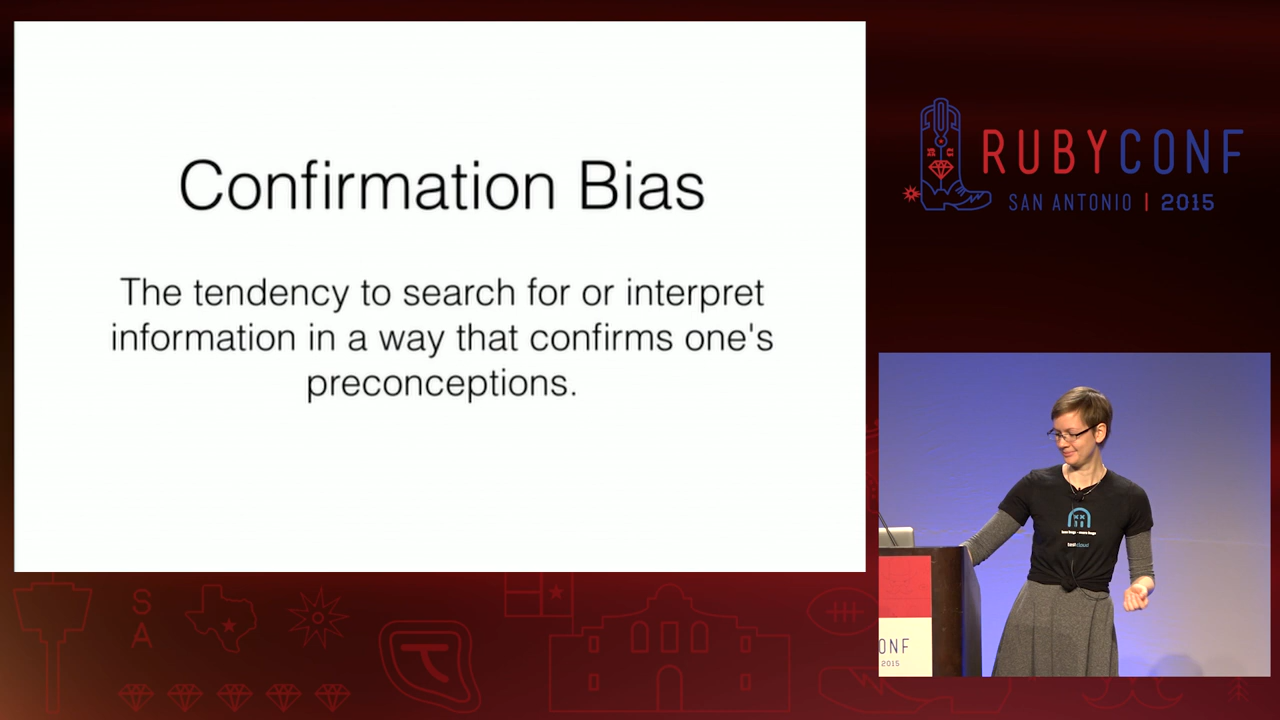 Confirmation Bias
The tendency to search for or interpret
information in a way that confirms one's
preconceptions.
RUBYCONF
SAN ANTONIO | 2015
S
A
ONF
2015